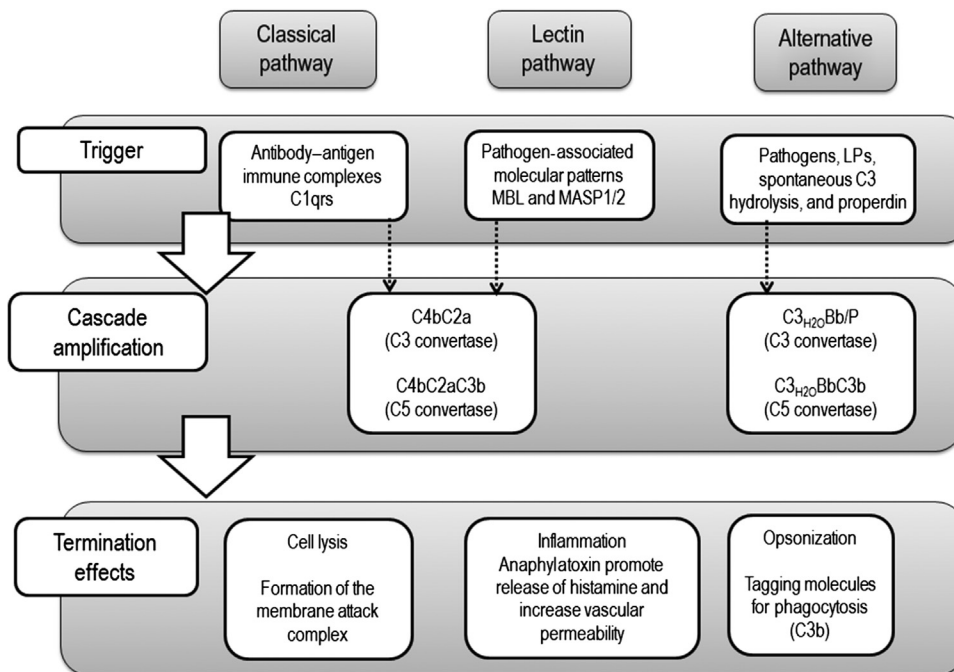 Classical
pathway
Lectin
pathway
Alternative
pathway
Trigger
Antibody–antigen
immune complexes
C1qrs
Pathogen-associated
molecular patterns
MBL and MASP1/2
Pathogens, LPs,
spontaneous C3
hydrolysis, and properdin
Cascade
amplification
C4bC2a
(C3 convertase)
C4bC2aC3b
(C5 convertase)
C3H2OBb/P
(C3 convertase)
C3H2OBbC3b
(C5 convertase)
Termination
effects
Cell lysis
Formation of the
membrane attack
complex
Inflammation
Anaphylatoxin promote
release of histamine and
increase vascular
permeability
Opsonization
Tagging molecules
for phagocytosis
(C3b)